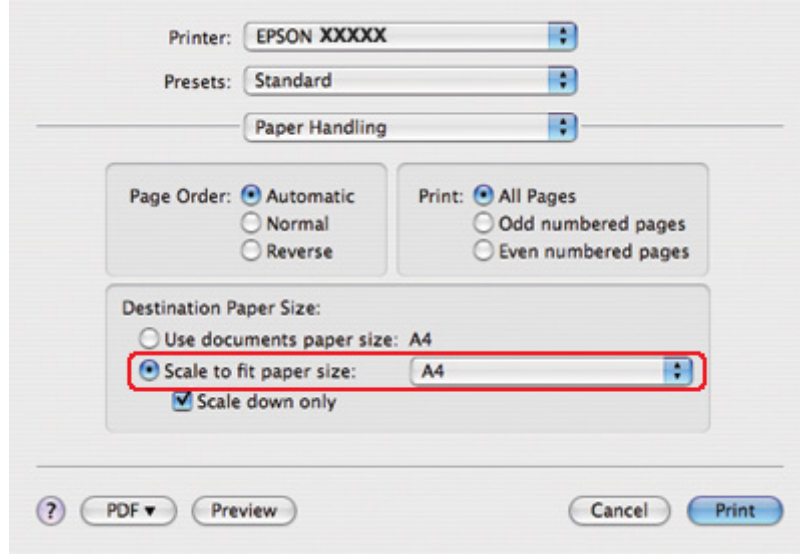 Printer: EPSON XXXXX
Presets: Standard
Paper Handling
Page Order: Automatic
Normal
Reverse
Print: All Pages
Odd numbered pages
Even numbered pages
Destination Paper Size:
Use documents paper size: A4
Scale to fit paper size: A4
Scale down only
? PDF▼ Preview Cancel Print